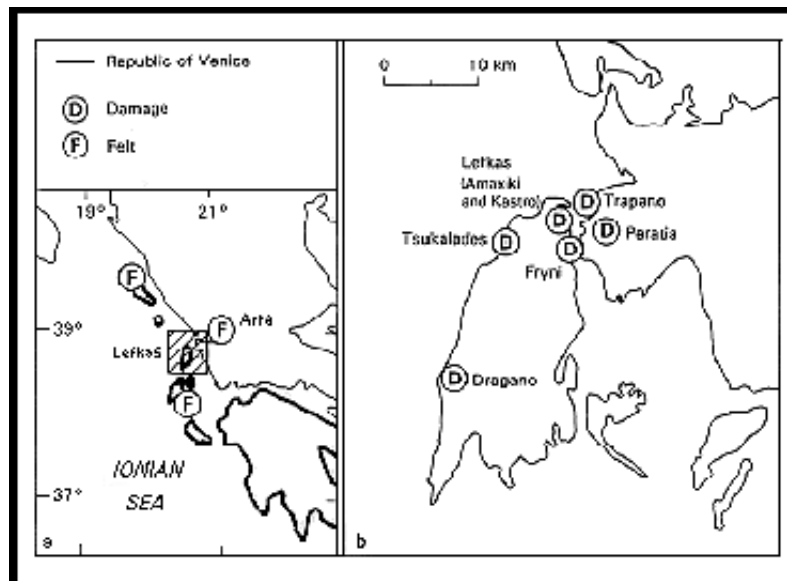 Republic of Venice
D Damage
F Felt
19° 21°
F
F Arta
39°
Lefkas
F
IONIAN
SEA
37°
a
0 10 km
Lefkas
(Amaxiki
and Kastro)
D Trapano
D
D Peratia
Tsukalades D
D
Fryni
D Dragano
b